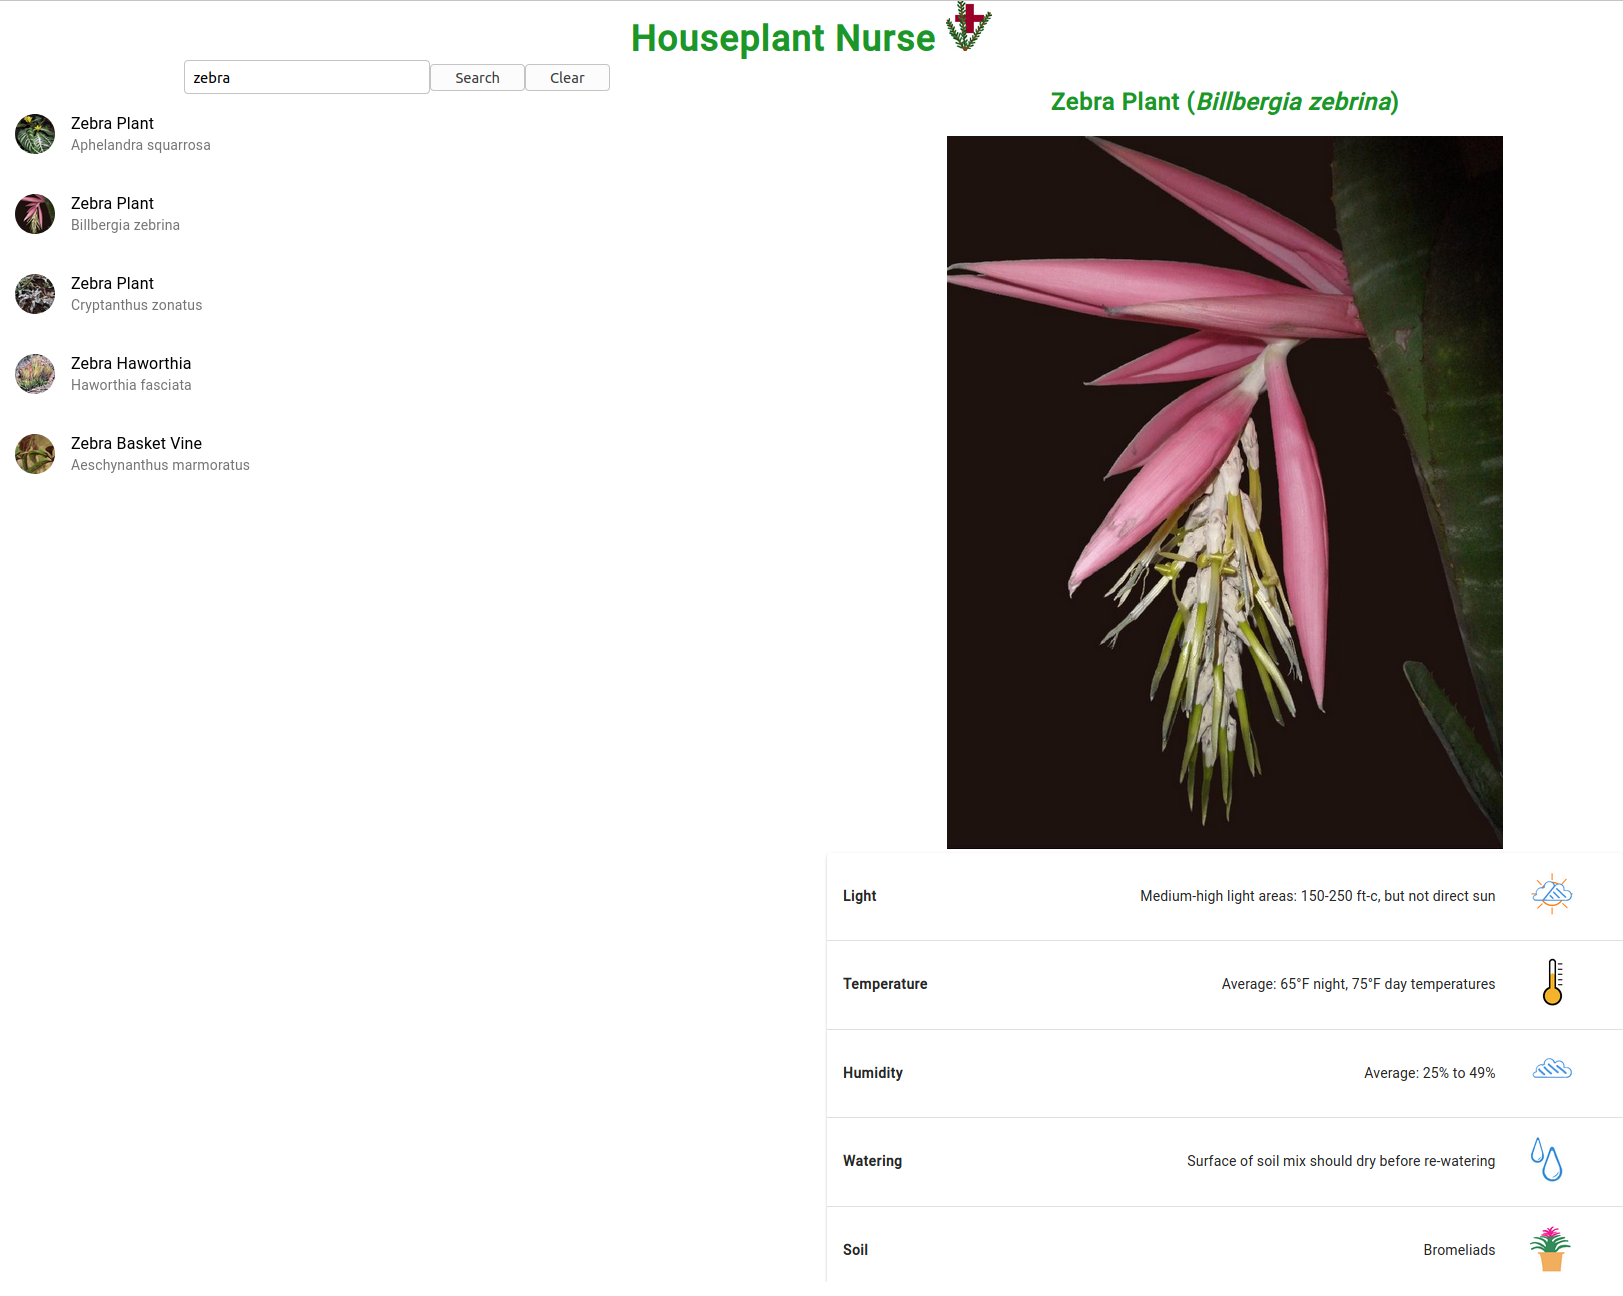 Houseplant Nurse
zebra
Search
Clear
Zebra Plant
Aphelandra squarrosa
Zebra Plant
Billbergia zebrina
Zebra Plant
Cryptanthus zonatus
Zebra Haworthia
Haworthia fasciata
Zebra Basket Vine
Aeschynanthus marmoratus
Zebra Plant (Billbergia zebrina)
Light Medium-high light areas: 150-250 ft-c, but not direct sun
Temperature Average: 65°F night, 75°F day temperatures
Humidity Average: 25% to 49%
Watering Surface of soil mix should dry before re-watering
Soil Bromeliads